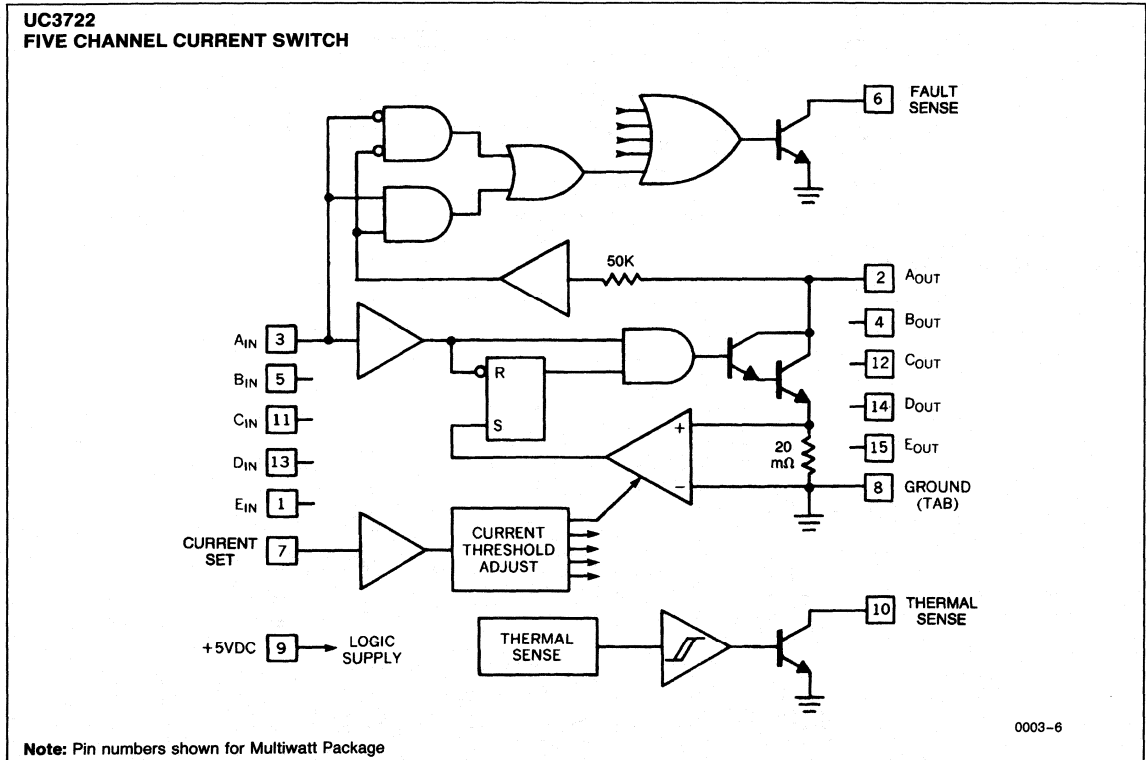 UC3722
FIVE CHANNEL CURRENT SWITCH
6 FAULT
SENSE
50K
2 AOUT
AIN 3
4 BOUT
BIN 5
R
12 COUT
CIN 11
S
+
14 DOUT
DIN 13
20
mΩ
15 EOUT
EIN 1
−
8 GROUND
(TAB)
CURRENT
SET
7
CURRENT
THRESHOLD
ADJUST
10 THERMAL
SENSE
+5VDC 9 LOGIC
SUPPLY
THERMAL
SENSE
0003-6
Note: Pin numbers shown for Multiwatt Package